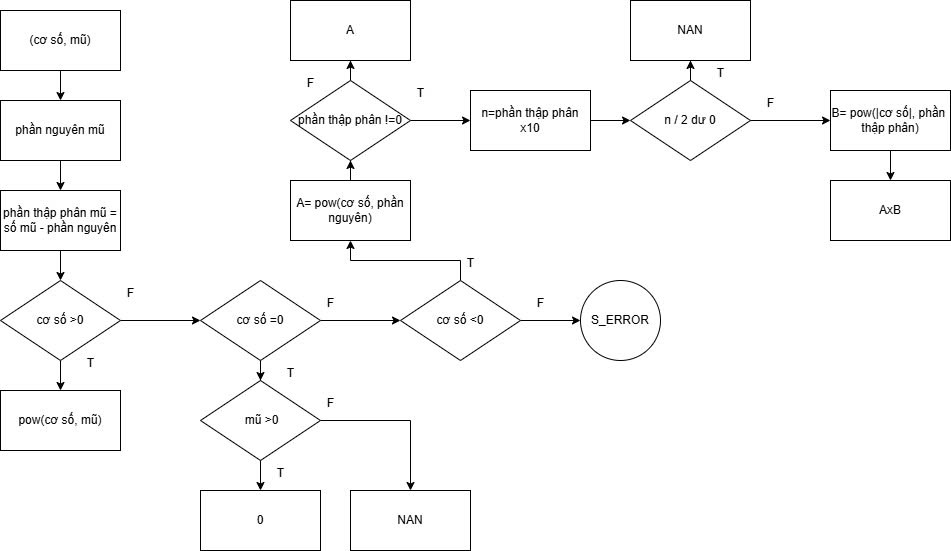 (cơ số, mũ)
phần nguyên mũ
phần thập phân mũ =
số mũ - phần nguyên
cơ số >0
F
T
pow(cơ số, mũ)
cơ số =0
F
T
mũ >0
F
T
0
NAN
cơ số <0
T
F
S_ERROR
A= pow(cơ số, phần
nguyên)
phần thập phân !=0
F
T
A
n=phần thập phân
x10
n / 2 dư 0
T
F
NAN
B= pow(|cơ số|, phần
thập phân)
AxB